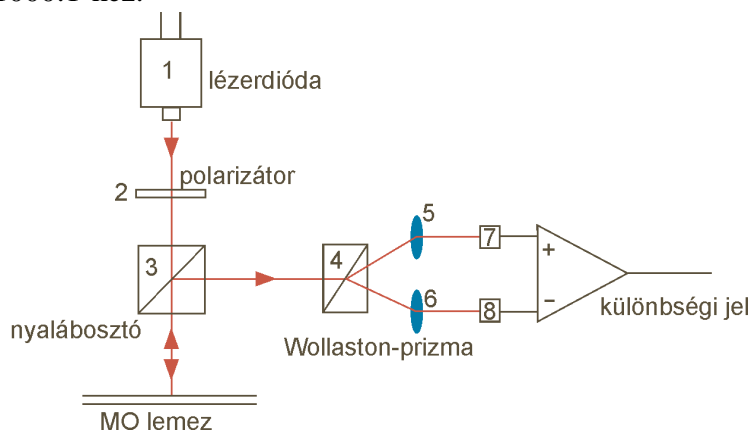 1
lézerdióda
2
polarizátor
3
nyalábosztó
4
Wollaston-prizma
5
6
7
8
+
−
különbségi jel
MO lemez